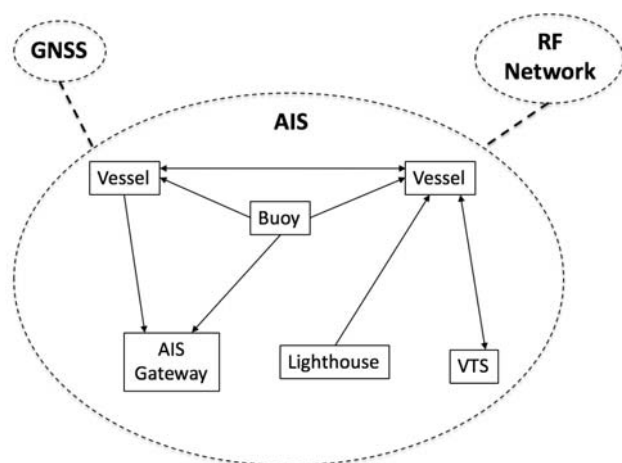 GNSS
RF
Network
AIS
Vessel
Vessel
Buoy
AIS
Gateway
Lighthouse
VTS